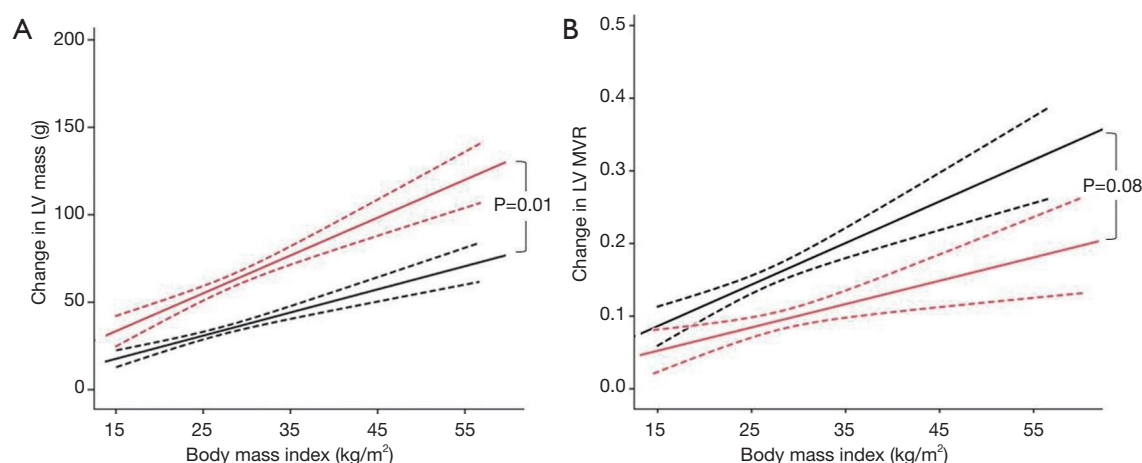 A
Change in LV mass (g)
200
150
100
50
0
P=0.01
15 25 35 45 55
Body mass index (kg/m²)
B
Change in LV MVR
0.5
0.4
0.3
0.2
0.1
0.0
P=0.08
15 25 35 45 55
Body mass index (kg/m²)